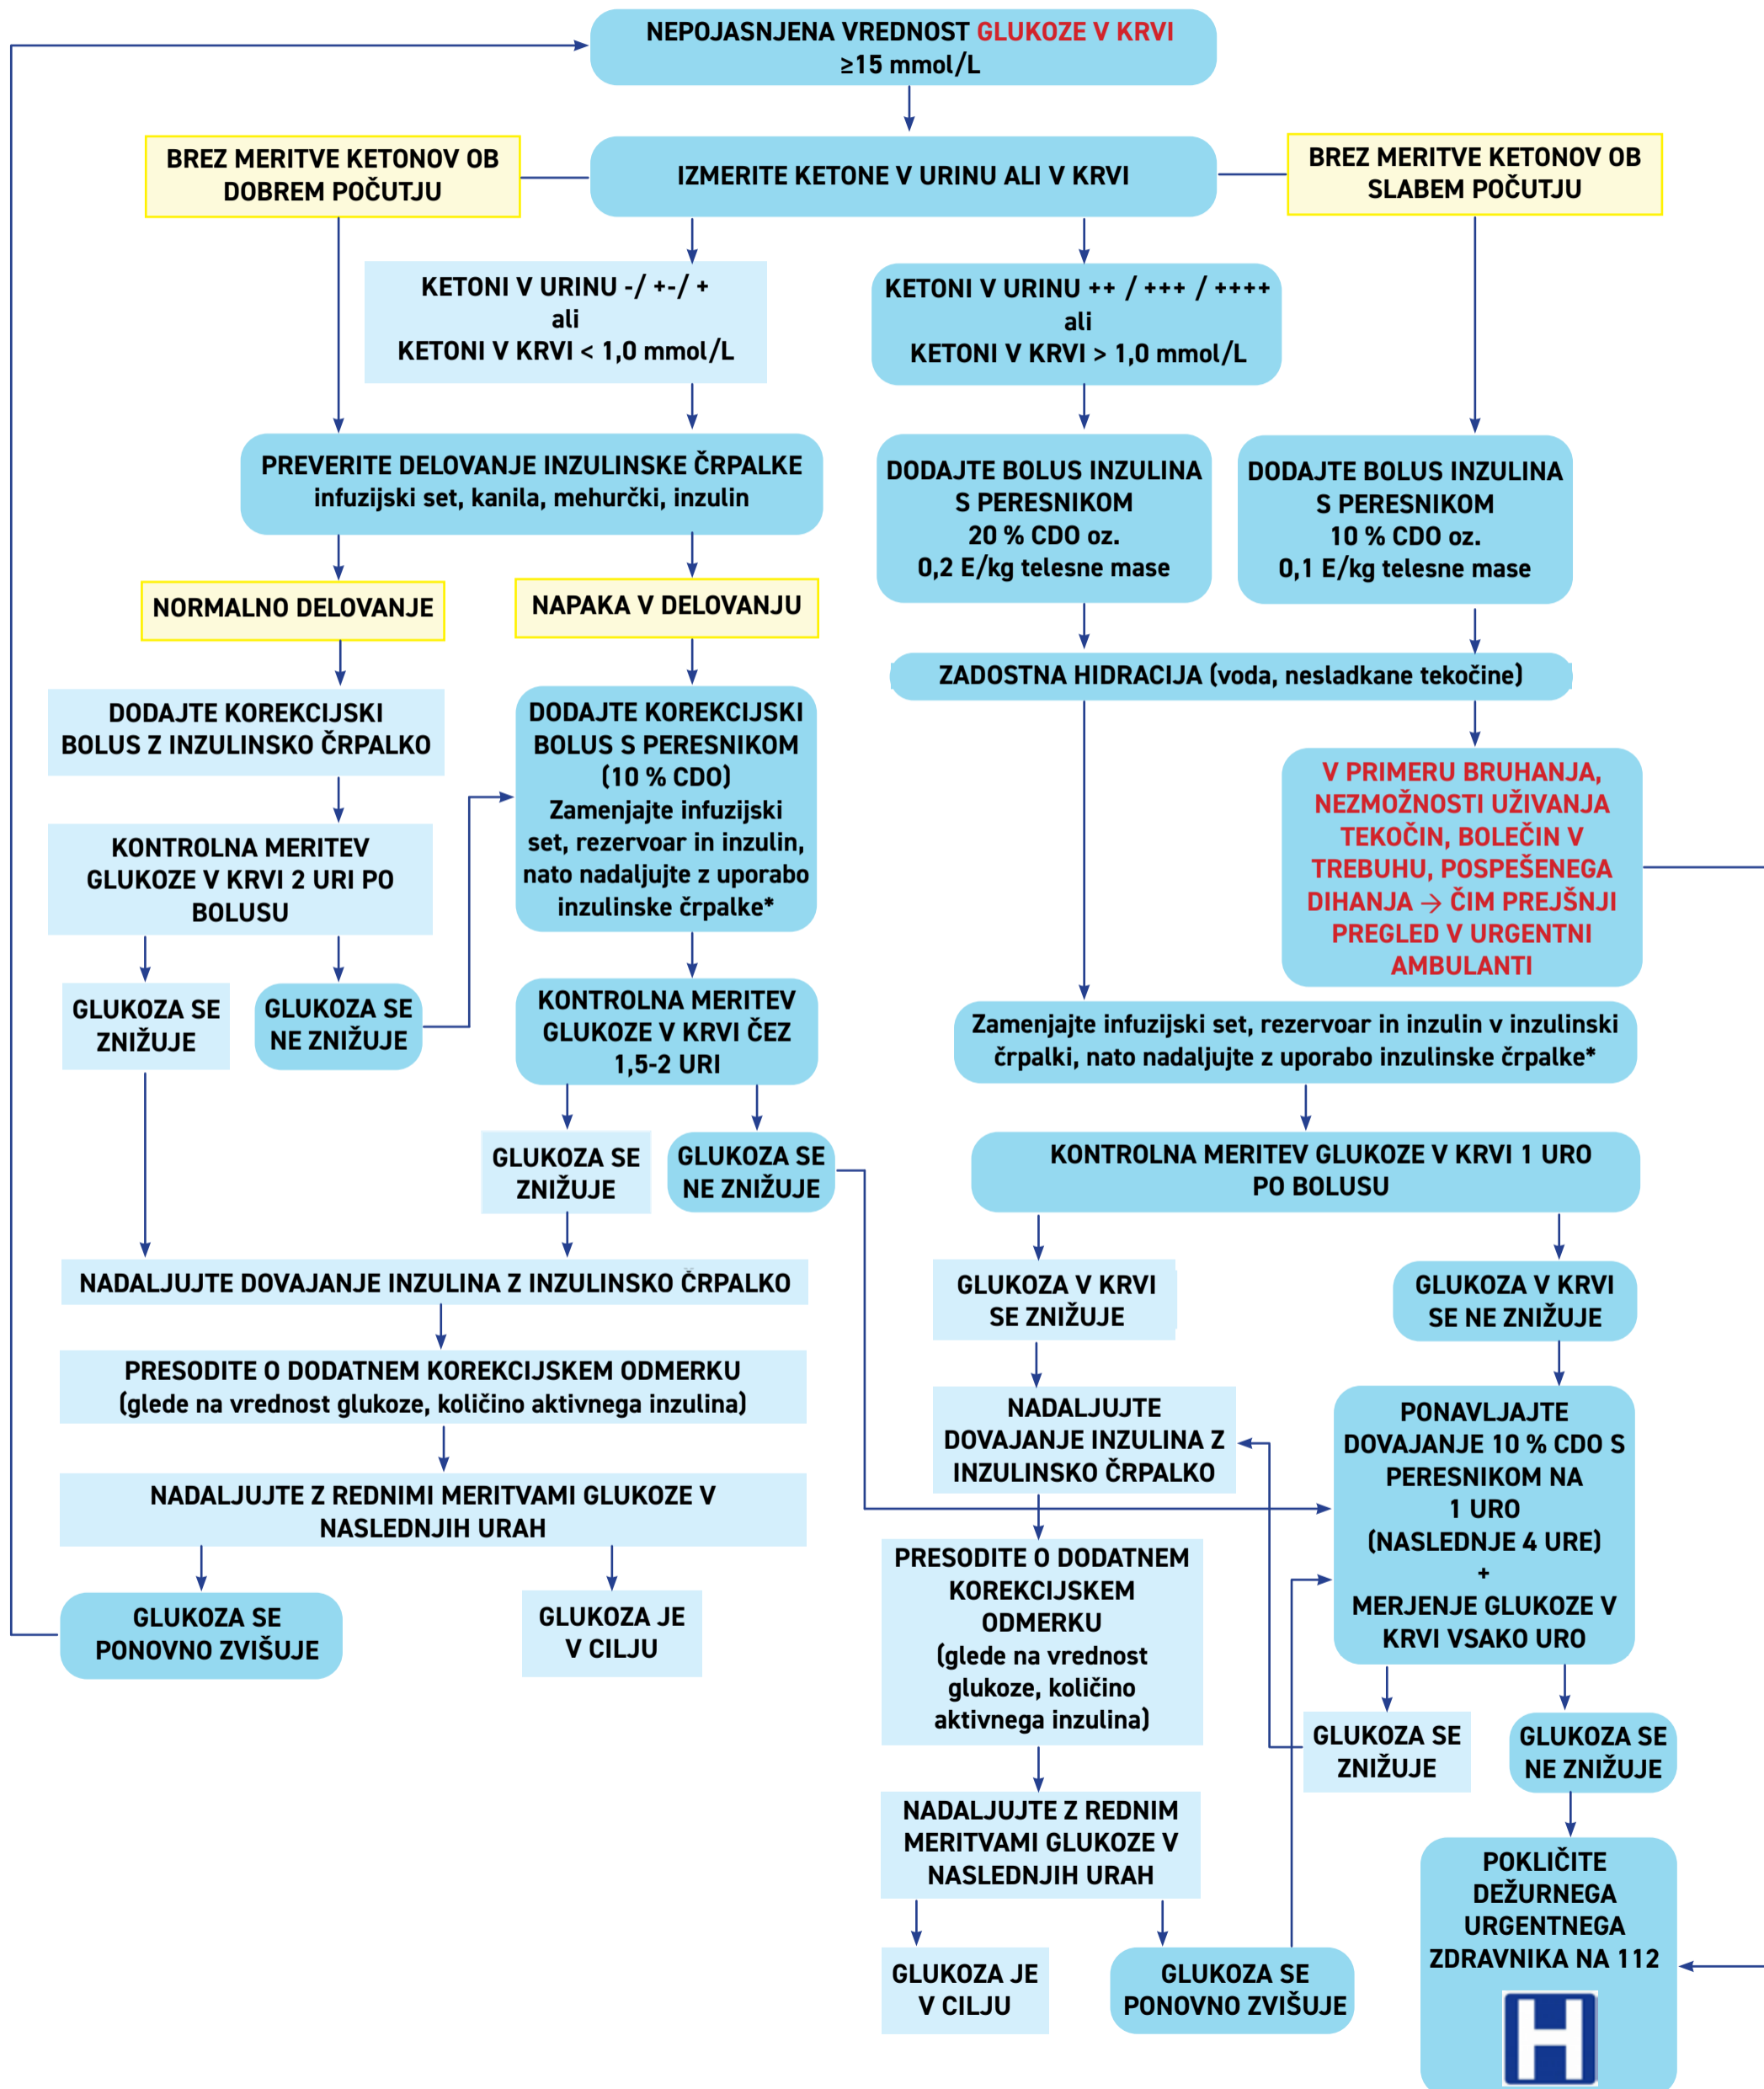 NEPOJASNJENA VREDNOST GLUKOZE V KRVI
≥15 mmol/L
BREZ MERITVE KETONOV OB
DOBREM POČUTJU
IZMERITE KETONE V URINU ALI V KRVI
BREZ MERITVE KETONOV OB
SLABEM POČUTJU
KETONI V URINU -/ +-/ +
ali
KETONI V KRVI < 1,0 mmol/L
KETONI V URINU ++ / +++ / ++++
ali
KETONI V KRVI > 1,0 mmol/L
PREVERITE DELOVANJE INZULINSKE ČRPALKE
infuzijski set, kanila, mehurčki, inzulin
DODAJTE BOLUS INZULINA
S PERESNIKOM
20 % CDO oz.
0,2 E/kg telesne mase
DODAJTE BOLUS INZULINA
S PERESNIKOM
10 % CDO oz.
0,1 E/kg telesne mase
NORMALNO DELOVANJE
NAPAKA V DELOVANJU
ZADOSTNA HIDRACIJA (voda, nesladkane tekočine)
DODAJTE KOREKCIJSKI
BOLUS Z INZULINSKO ČRPALKO
DODAJTE KOREKCIJSKI
BOLUS S PERESNIKOM
(10 % CDO)
Zamenjajte infuzijski
set, rezervoar in inzulin,
nato nadaljujte z uporabo
inzulinske črpalke*
V PRIMERU BRUHANJA,
NEZMOŽNOSTI UŽIVANJA
TEKOČIN, BOLEČIN V
TREBUHU, POSPEŠENEGA
DIHANJA → ČIM PREJŠNJI
PREGLED V URGENTNI
AMBULANTI
KONTROLNA MERITEV
GLUKOZE V KRVI 2 URI PO
BOLUSU
GLUKOZA SE
ZNIŽUJE
GLUKOZA SE
NE ZNIŽUJE
KONTROLNA MERITEV
GLUKOZE V KRVI ČEZ
1,5-2 URI
Zamenjajte infuzijski set, rezervoar in inzulin v inzulinski
črpalki, nato nadaljujte z uporabo inzulinske črpalke*
GLUKOZA SE
ZNIŽUJE
GLUKOZA SE
NE ZNIŽUJE
KONTROLNA MERITEV GLUKOZE V KRVI 1 URO
PO BOLUSU
NADALJUJTE DOVAJANJE INZULINA Z INZULINSKO ČRPALKO
GLUKOZA V KRVI
SE ZNIŽUJE
GLUKOZA V KRVI
SE NE ZNIŽUJE
PRESODITE O DODATNEM KOREKCIJSKEM ODMERKU
(glede na vrednost glukoze, količino aktivnega inzulina)
NADALJUJTE
DOVAJANJE INZULINA Z
INZULINSKO ČRPALKO
PONAVLJAJTE
DOVAJANJE 10 % CDO S
PERESNIKOM NA
1 URO
(NASLEDNJE 4 URE)
+
MERJENJE GLUKOZE V
KRVI VSAKO URO
NADALJUJTE Z REDNIMI MERITVAMI GLUKOZE V
NASLEDNJIH URAH
PRESODITE O DODATNEM
KOREKCIJSKEM
ODMERKU
(glede na vrednost
glukoze, količino
aktivnega inzulina)
GLUKOZA SE
PONOVNO ZVIŠUJE
GLUKOZA JE
V CILJU
GLUKOZA SE
ZNIŽUJE
GLUKOZA SE
NE ZNIŽUJE
NADALJUJTE Z REDNIM
MERITVAMI GLUKOZE V
NASLEDNJIH URAH
POKLIČITE
DEŽURNEGA
URGENTNEGA
ZDRAVNIKA NA 112
GLUKOZA JE
V CILJU
GLUKOZA SE
PONOVNO ZVIŠUJE
H